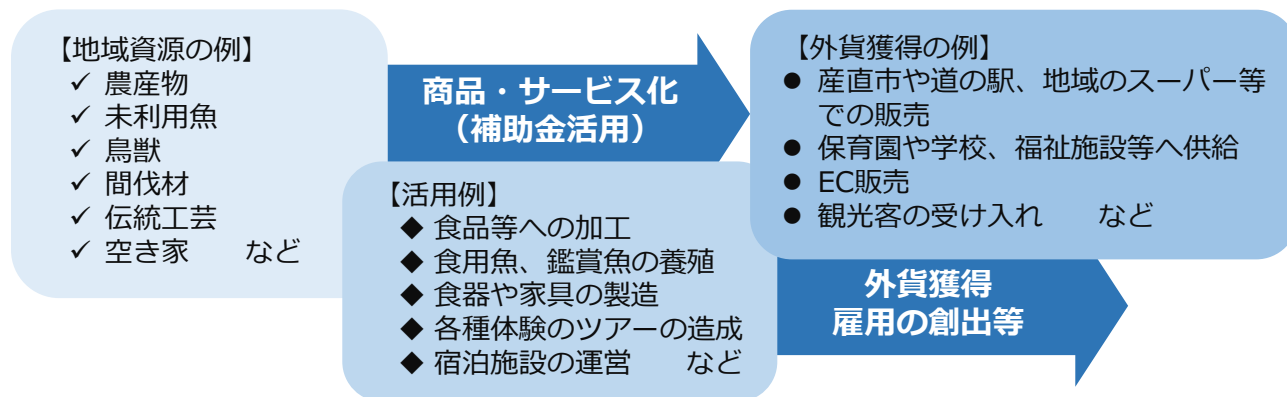 【地域資源の例】
✓ 農産物
✓ 未利用魚
✓ 鳥獣
✓ 間伐材
✓ 伝統工芸
✓ 空き家　　など
商品・サービス化
（補助金活用）
【活用例】
◆ 食品等への加工
◆ 食用魚、鑑賞魚の養殖
◆ 食器や家具の製造
◆ 各種体験のツアーの造成
◆ 宿泊施設の運営　　など
【外貨獲得の例】
● 産直市や道の駅、地域のスーパー等
での販売
● 保育園や学校、福祉施設等へ供給
● EC販売
● 観光客の受け入れ　　など
外貨獲得
雇用の創出等